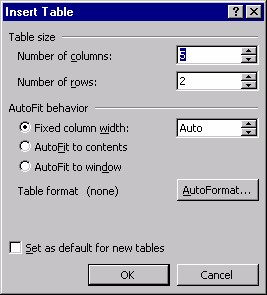 Insert Table ? ×
Table size
Number of columns: 5
Number of rows: 2
AutoFit behavior
Fixed column width: Auto
AutoFit to contents
AutoFit to window
Table format (none) AutoFormat...
Set as default for new tables
OK Cancel